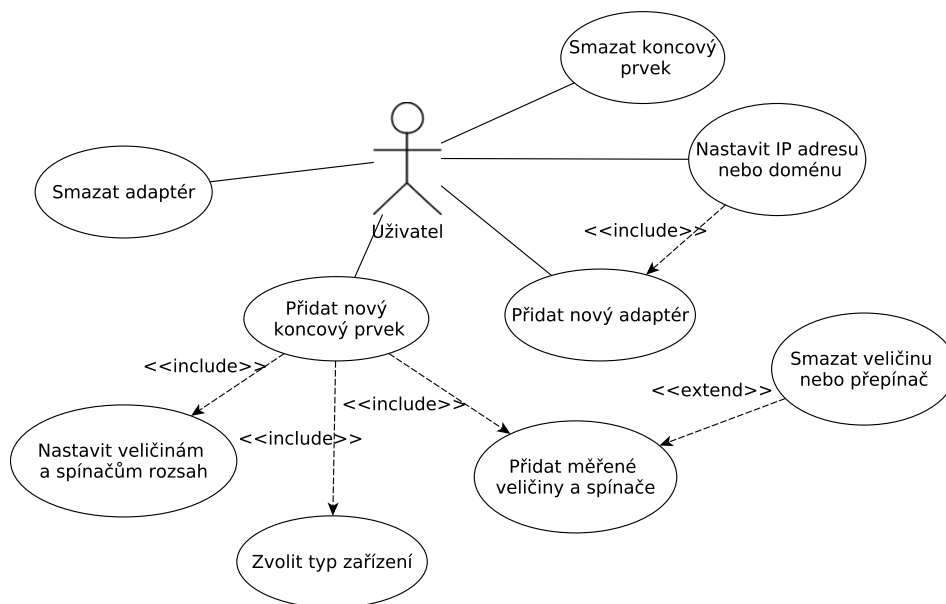 Smazat koncový
prvek
Nastavit IP adresu
nebo doménu
Smazat adaptér
Uživatel
<<include>>
Přidat nový
koncový prvek
Přidat nový adaptér
Smazat veličinu
nebo přepínač
<<include>>
<<extend>>
<<include>>
<<include>>
Nastavit veličinám
a spínačům rozsah
Přidat měřené
veličiny a spínače
Zvolit typ zařízení